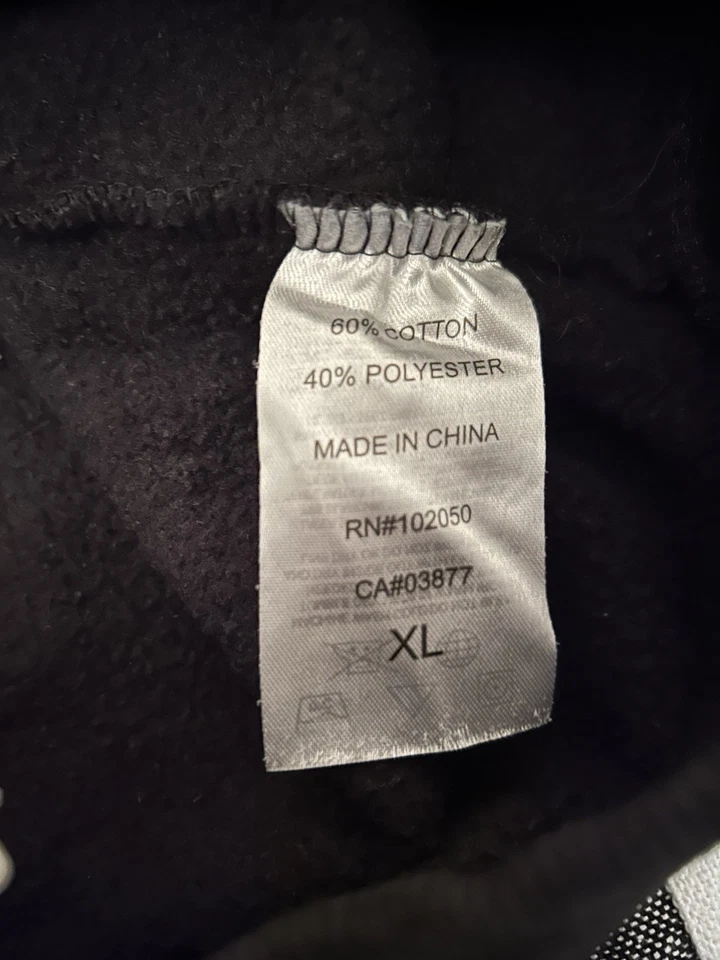 60% COTTON
40% POLYESTER
MADE IN CHINA
RN#102050
CA#03877
XL